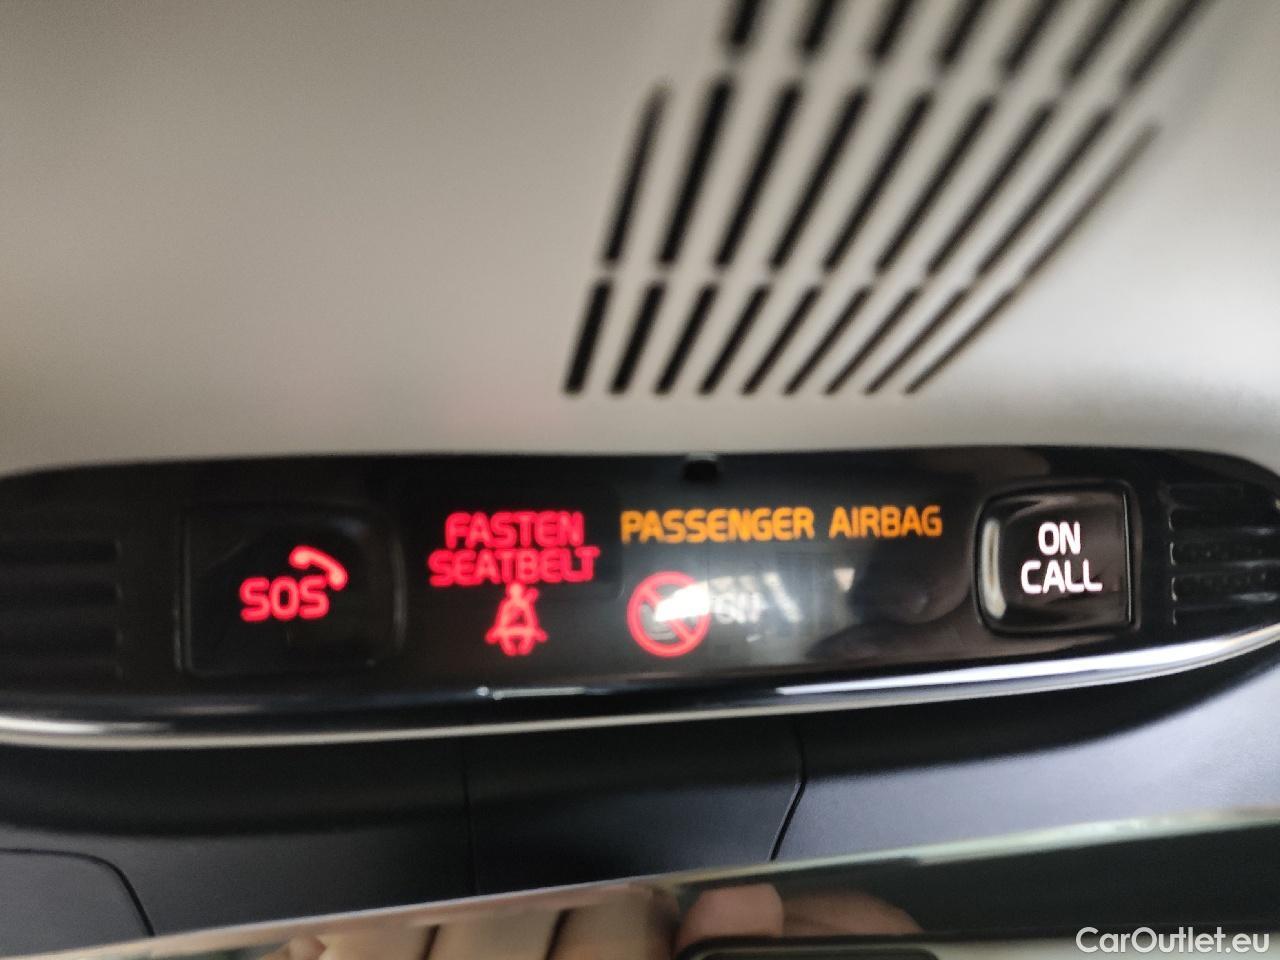 SOS
FASTEN
SEATBELT
PASSENGER AIRBAG
ON
CALL
CarOutlet.eu